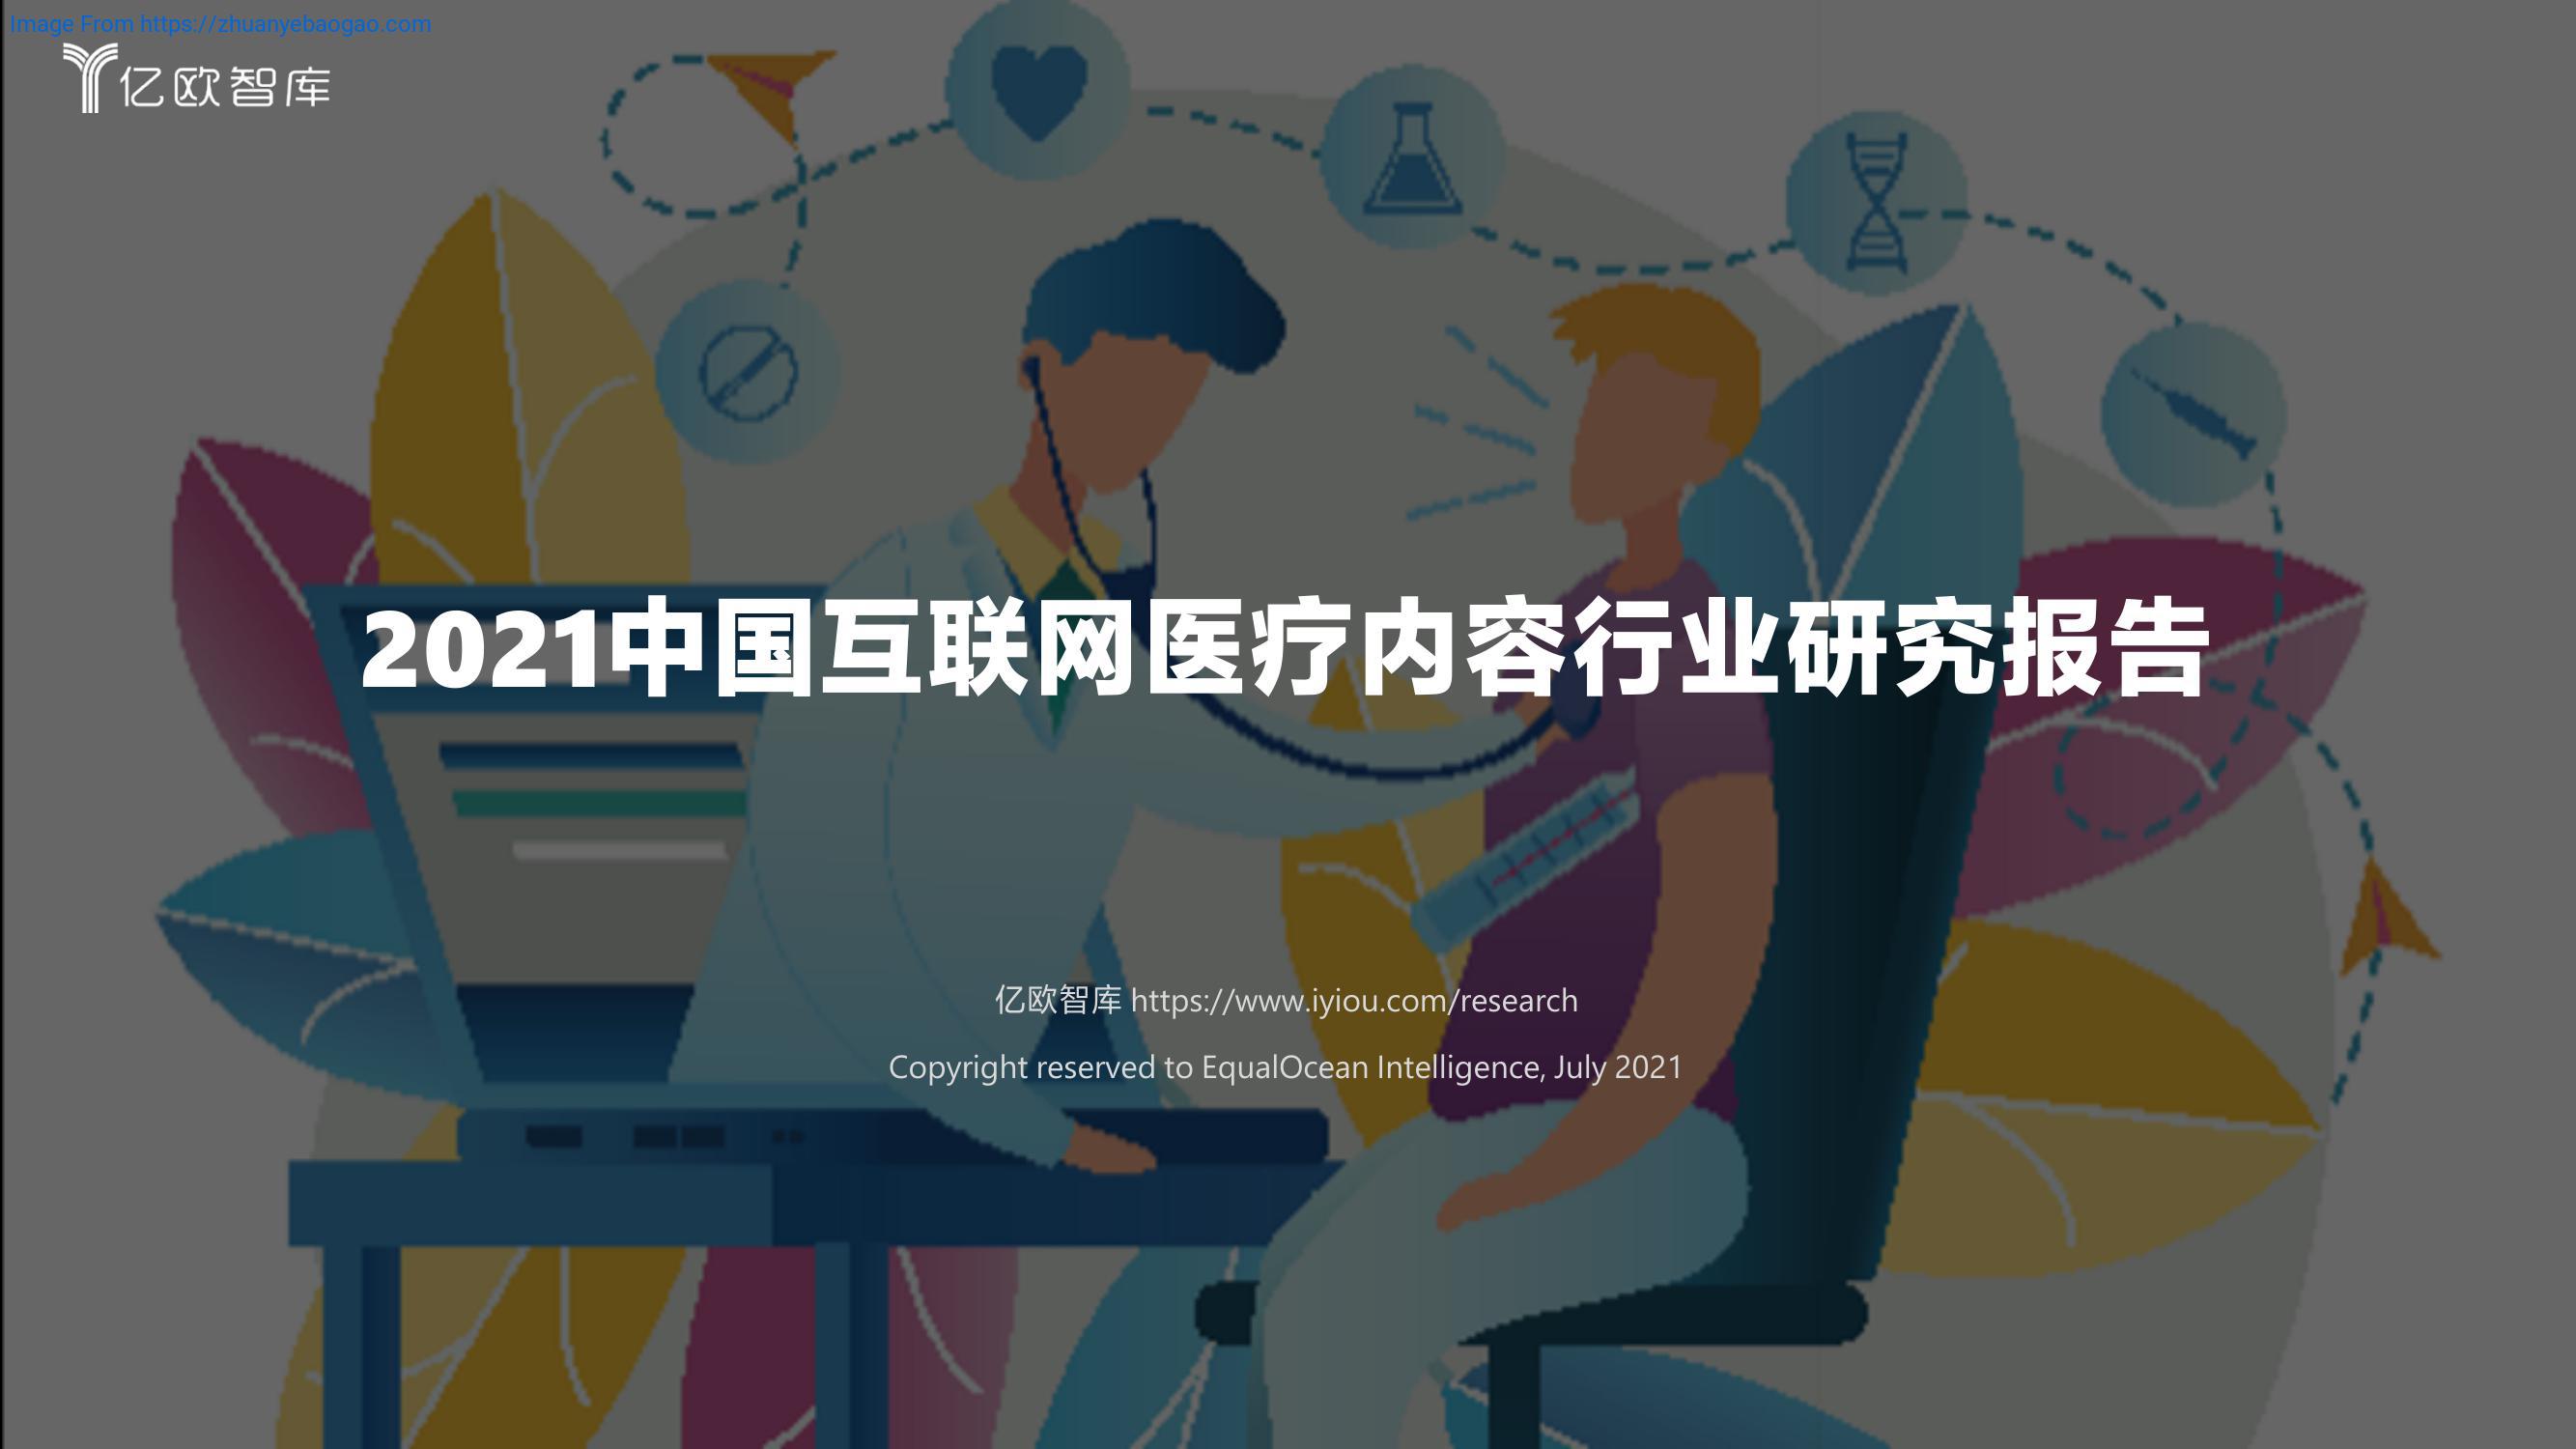 Image From https://zhuanyebaogao.com
亿欧智库
2021中国互联网医疗内容行业研究报告
亿欧智库 https://www.iyiou.com/research
Copyright reserved to EqualOcean Intelligence, July 2021